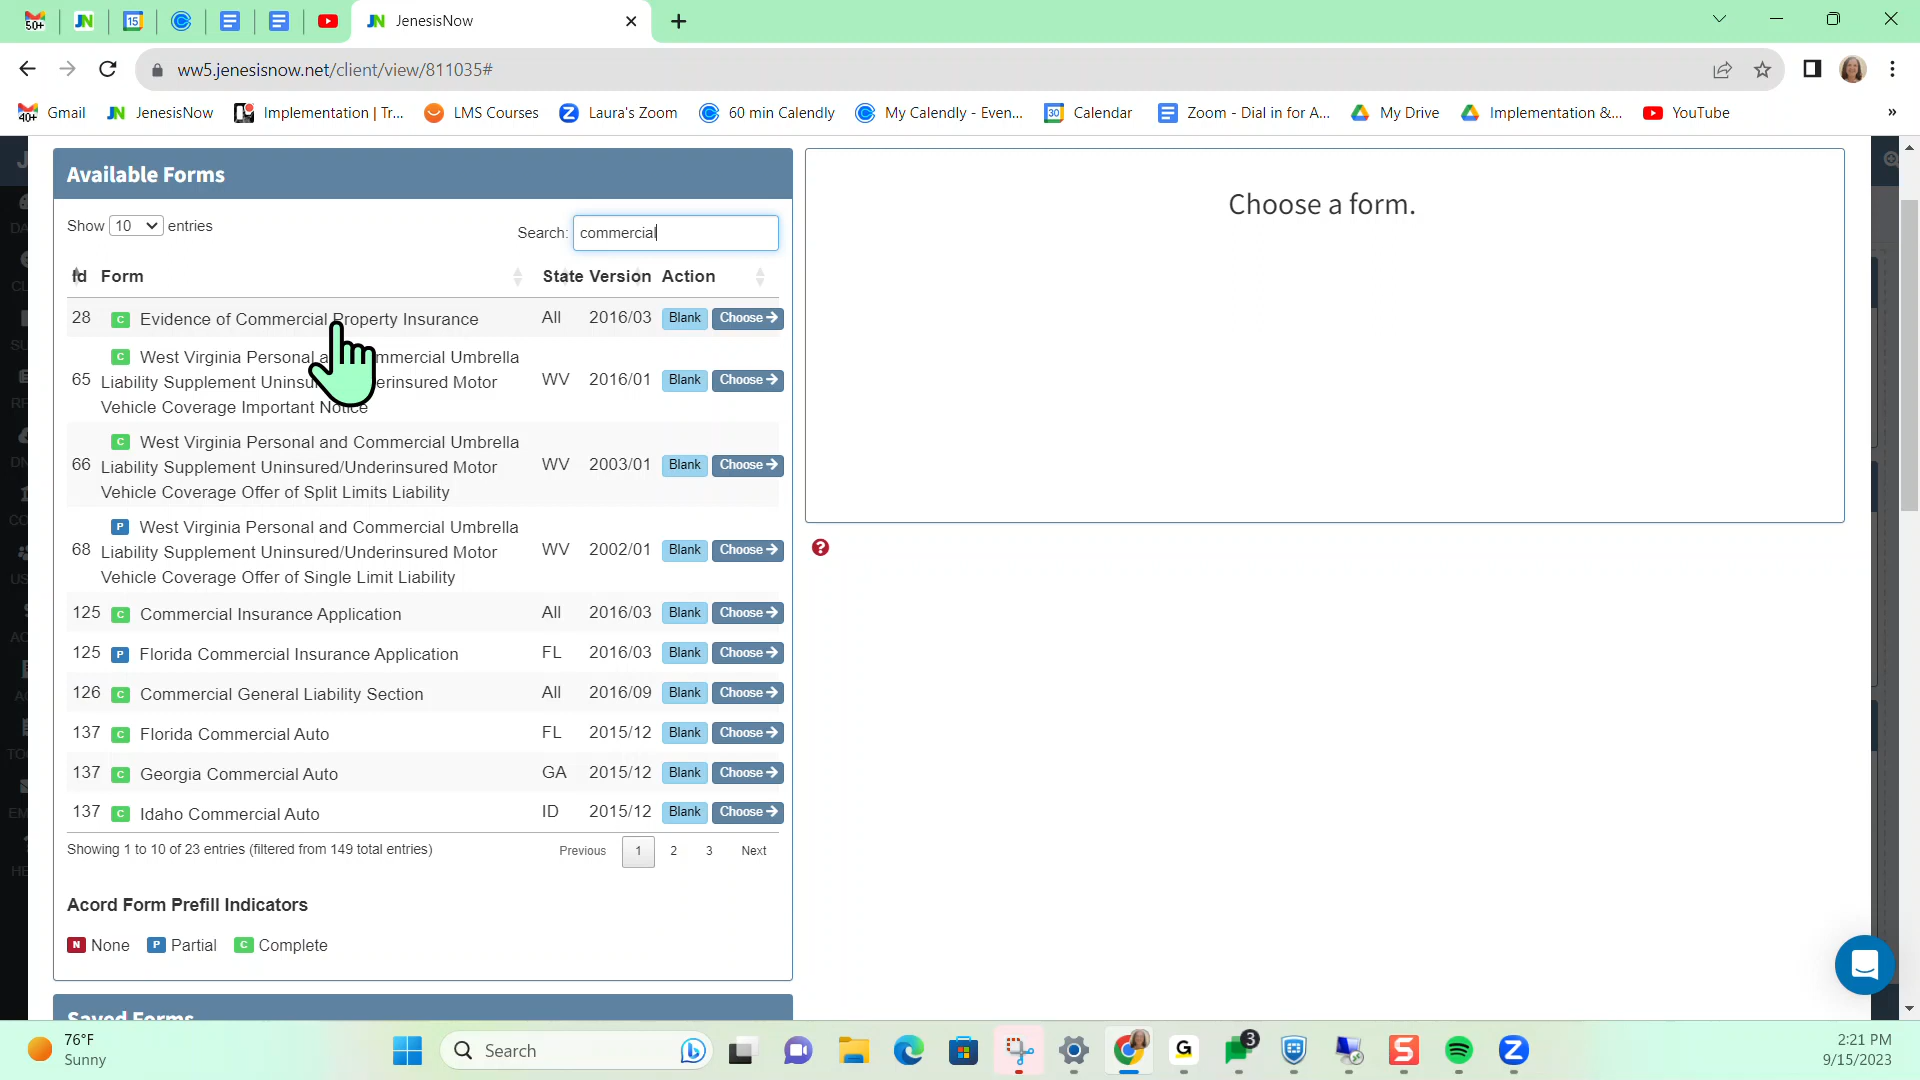 50+
JN
15
JN JenesisNow
ww5.jenesisnow.net/client/view/811035#
40+ Gmail
JN JenesisNow
Implementation | Tr...
LMS Courses
Z Laura's Zoom
60 min Calendly
My Calendly - Even...
30 Calendar
Zoom - Dial in for A...
My Drive
Implementation &...
YouTube
»
Available Forms
Show 10 entries
Search: commercial
Id Form State Version Action
28 C Evidence of Commercial Property Insurance All 2016/03 Blank Choose
C West Virginia Personal mmercial Umbrella
65 Liability Supplement erinsured Motor WV 2016/01 Blank Choose
Vehicle Coverage Important Notice
C West Virginia Personal and Commercial Umbrella
66 Liability Supplement Uninsured/Underinsured Motor WV 2003/01 Blank Choose
Vehicle Coverage Offer of Split Limits Liability
P West Virginia Personal and Commercial Umbrella
68 Liability Supplement Uninsured/Underinsured Motor WV 2002/01 Blank Choose
Vehicle Coverage Offer of Single Limit Liability
125 C Commercial Insurance Application All 2016/03 Blank Choose
125 P Florida Commercial Insurance Application FL 2016/03 Blank Choose
126 C Commercial General Liability Section All 2016/09 Blank Choose
137 C Florida Commercial Auto FL 2015/12 Blank Choose
137 C Georgia Commercial Auto GA 2015/12 Blank Choose
137 C Idaho Commercial Auto ID 2015/12 Blank Choose
Showing 1 to 10 of 23 entries (filtered from 149 total entries)
Previous 1 2 3 Next
Acord Form Prefill Indicators
N None P Partial C Complete
Saved Forms
Choose a form.
?
76°F
Sunny
Search
3
2:21 PM
9/15/2023